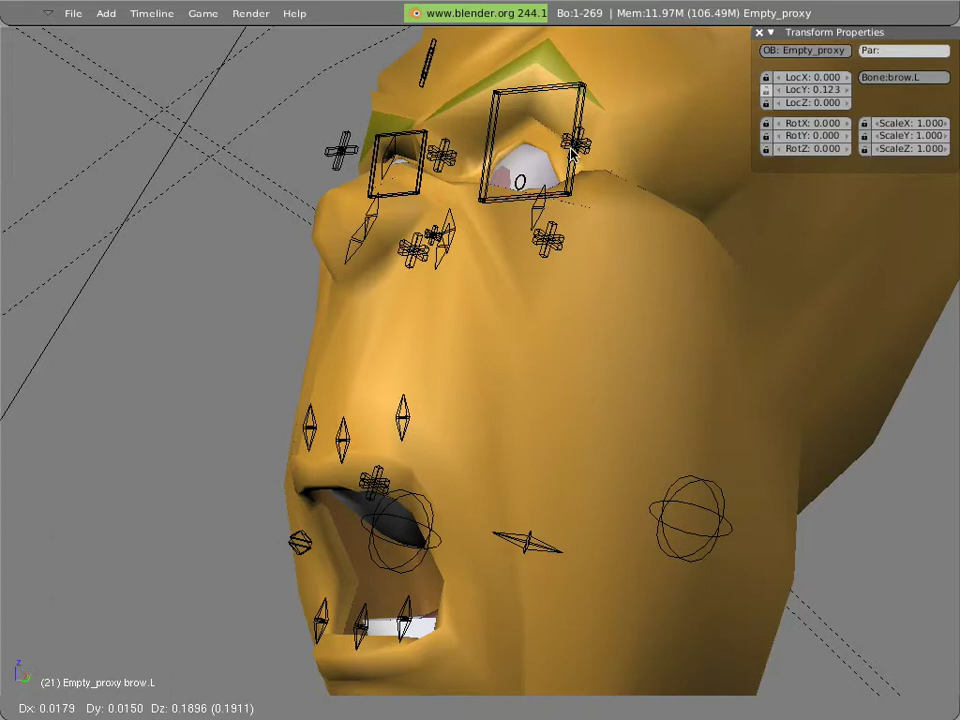 File Add Timeline Game Render Help www.blender.org 244.1 Bo:1-269 | Mem:11.97M (106.49M) Empty_proxy
Transform Properties
OB: Empty_proxy Par:
LocX: 0.000 Bone:brow.L
LocY: 0.123
LocZ: 0.000
RotX: 0.000 ScaleX: 1.000
RotY: 0.000 ScaleY: 1.000
RotZ: 0.000 ScaleZ: 1.000
z
y
(21) Empty_proxy brow.L
Dx: 0.0179 Dy: 0.0150 Dz: 0.1896 (0.1911)